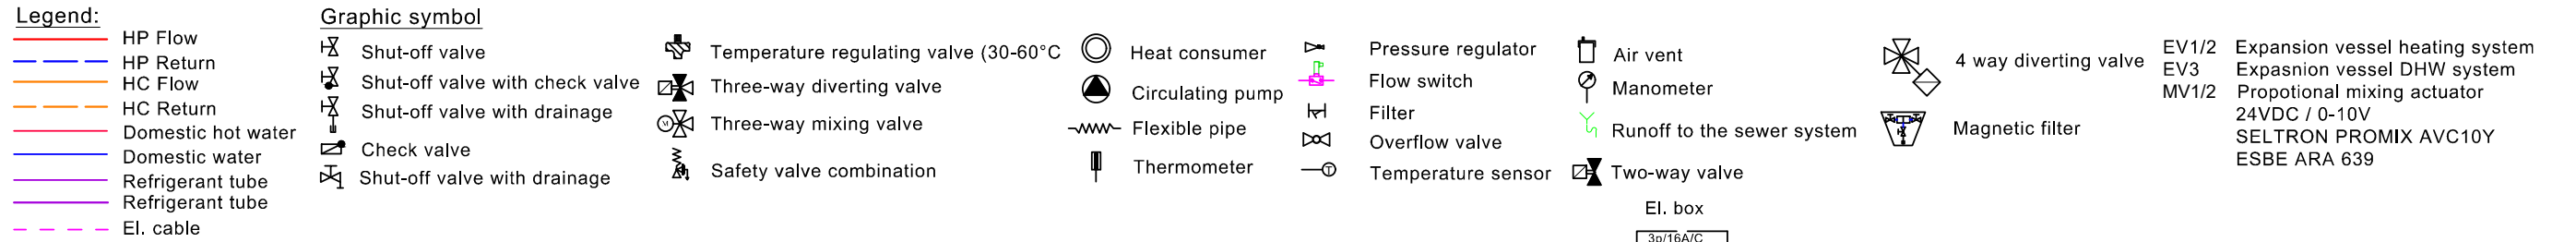 Legend:
HP Flow
HP Return
HC Flow
HC Return
Domestic hot water
Domestic water
Refrigerant tube
Refrigerant tube
El. cable
Graphic symbol
Shut-off valve
Shut-off valve with check valve
Shut-off valve with drainage
Check valve
Shut-off valve with drainage
Temperature regulating valve (30-60°C
Three-way diverting valve
M Three-way mixing valve
Safety valve combination
Heat consumer
Circulating pump
Flexible pipe
Thermometer
Pressure regulator
Flow switch
Filter
Overflow valve
T Temperature sensor
Air vent
Manometer
Runoff to the sewer system
Two-way valve
El. box
3p/16A/C
4 way diverting valve
Magnetic filter
EV1/2 Expansion vessel heating system
EV3 Expasnion vessel DHW system
MV1/2 Propotional mixing actuator
24VDC / 0-10V
SELTRON PROMIX AVC10Y
ESBE ARA 639